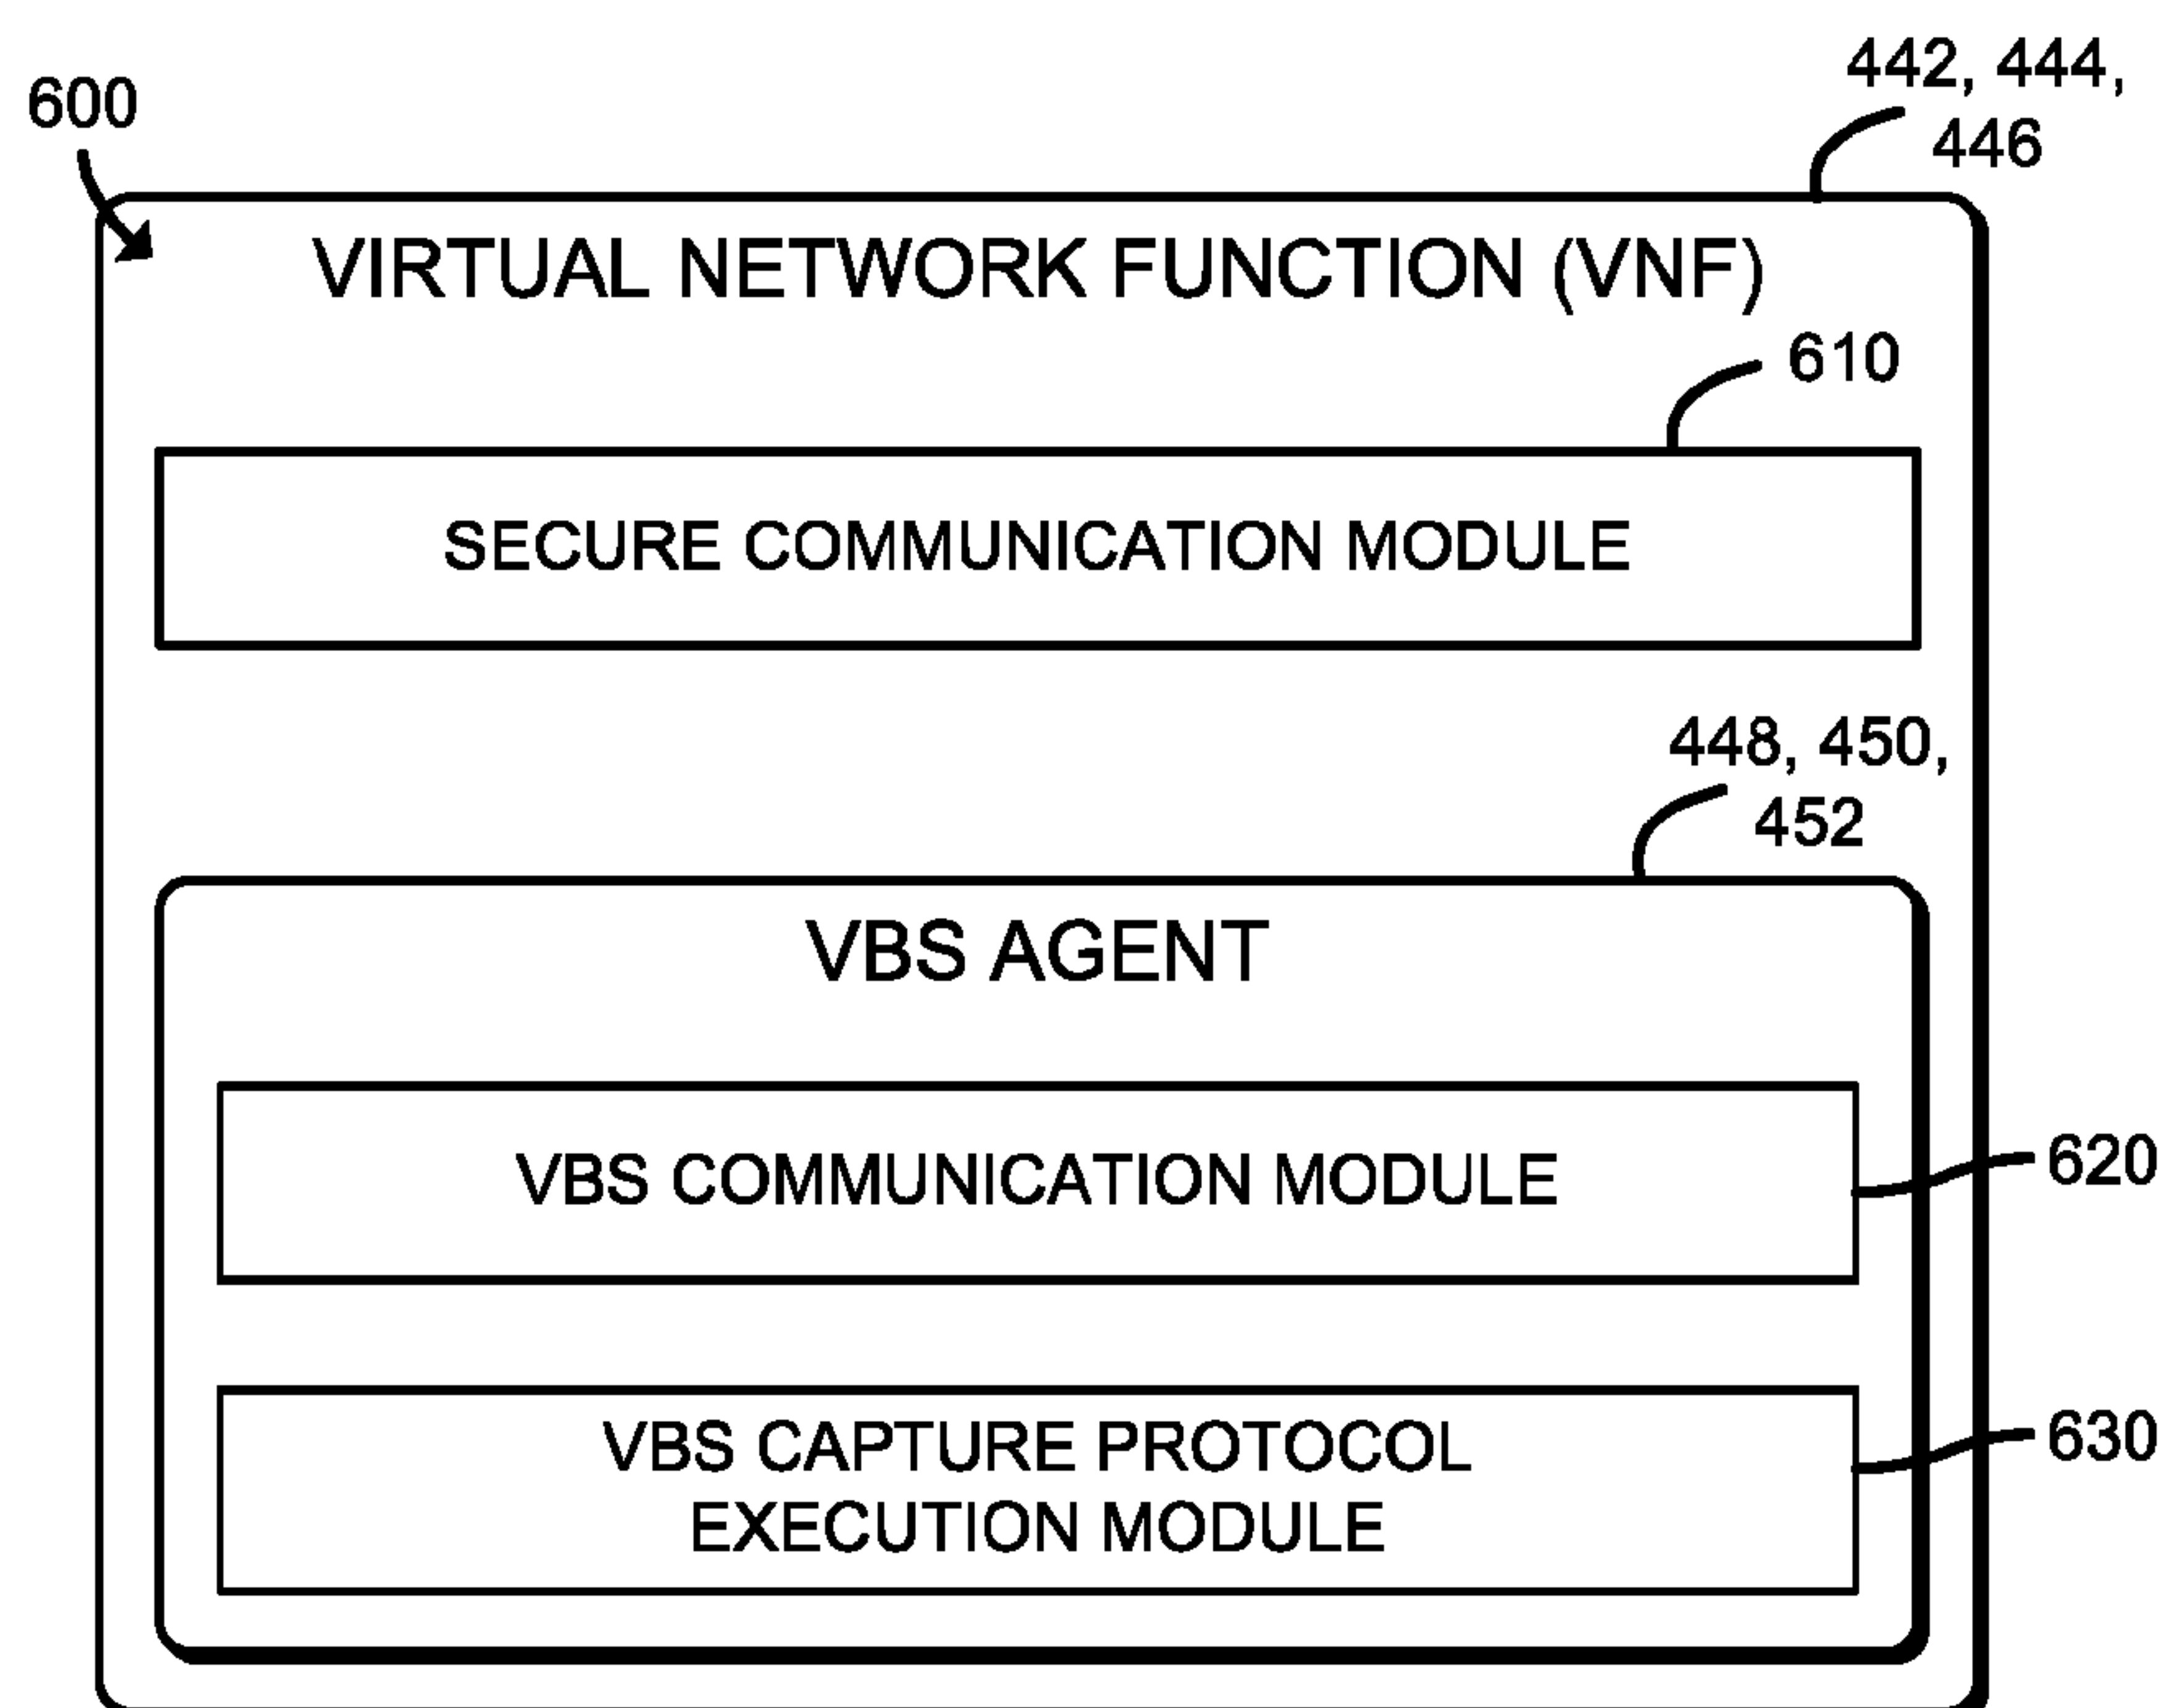 600
442, 444,
446
VIRTUAL NETWORK FUNCTION (VNF)
610
SECURE COMMUNICATION MODULE
448, 450,
452
VBS AGENT
VBS COMMUNICATION MODULE
620
VBS CAPTURE PROTOCOL
EXECUTION MODULE
630